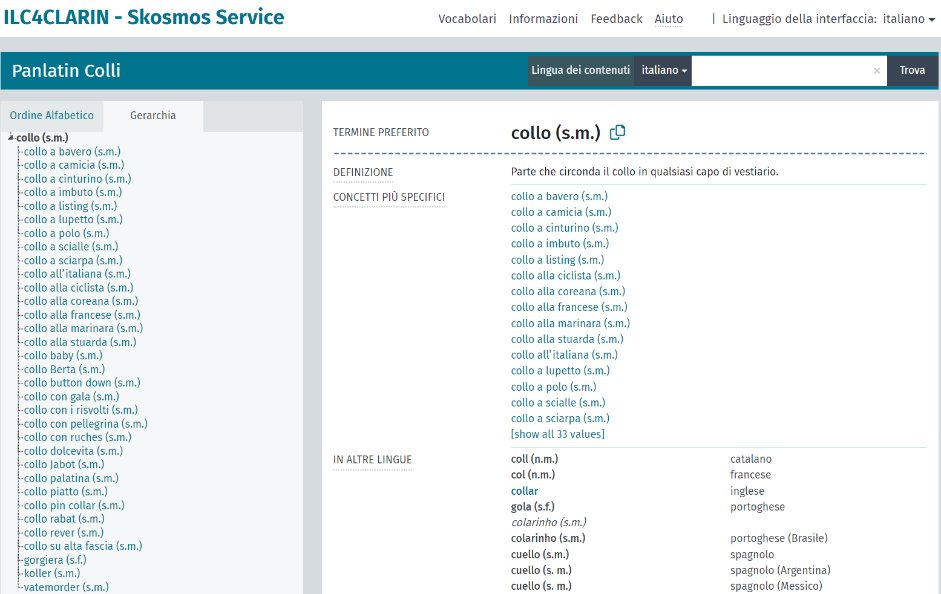 ILC4CLARIN - Skosmos Service
Vocabolari Informazioni Feedback Aiuto | Linguaggio della interfaccia: italiano
Panlatin Colli
Lingua dei contenuti italiano × Trova
Ordine Alfabetico Gerarchia
collo (s.m.)
collo a bavero (s.m.)
collo a camicia (s.m.)
collo a cinturino (s.m.)
collo a imbuto (s.m.)
collo a listing (s.m.)
collo a lupetto (s.m.)
collo a polo (s.m.)
collo a scialle (s.m.)
collo a sciarpa (s.m.)
collo all'italiana (s.m.)
collo alla ciclista (s.m.)
collo alla coreana (s.m.)
collo alla francese (s.m.)
collo alla marinara (s.m.)
collo alla stuarda (s.m.)
collo baby (s.m.)
collo Berta (s.m.)
collo button down (s.m.)
collo con gala (s.m.)
collo con i risvolti (s.m.)
collo con pellegrina (s.m.)
collo con ruches (s.m.)
collo dolcevita (s.m.)
collo Jabot (s.m.)
collo palatina (s.m.)
collo piatto (s.m.)
collo pin collar (s.m.)
collo rabat (s.m.)
collo rever (s.m.)
collo su alta fascia (s.m.)
gorgiera (s.f.)
koller (s.m.)
vatemorder (s.m.)
TERMINE PREFERITO collo (s.m.)
DEFINIZIONE Parte che circonda il collo in qualsiasi capo di vestiario.
CONCETTI PIÙ SPECIFICI collo a bavero (s.m.)
collo a camicia (s.m.)
collo a cinturino (s.m.)
collo a imbuto (s.m.)
collo a listing (s.m.)
collo alla ciclista (s.m.)
collo alla coreana (s.m.)
collo alla francese (s.m.)
collo alla marinara (s.m.)
collo alla stuarda (s.m.)
collo all'italiana (s.m.)
collo a lupetto (s.m.)
collo a polo (s.m.)
collo a scialle (s.m.)
collo a sciarpa (s.m.)
[show all 33 values]
IN ALTRE LINGUE coll (n.m.) catalano
col (n.m.) francese
collar inglese
gola (s.f.) portoghese
colarinho (s.m.)
colarinho (s.m.) portoghese (Brasile)
cuello (s.m.) spagnolo
cuello (s. m.) spagnolo (Argentina)
cuello (s. m.) spagnolo (Messico)